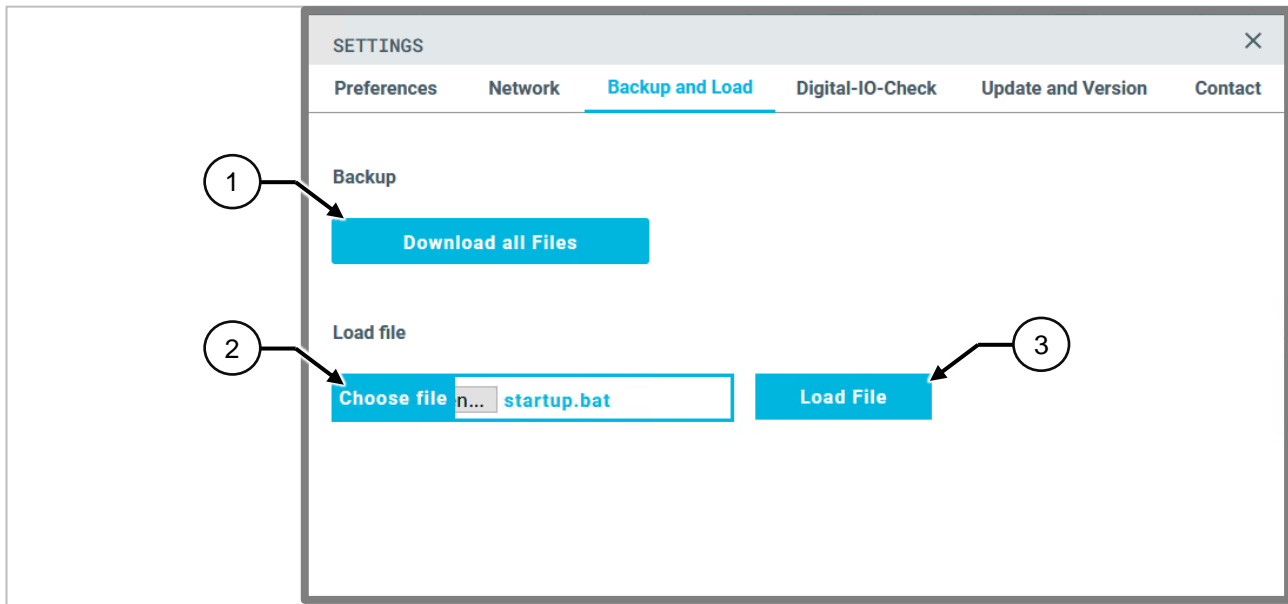 SETTINGS
Preferences Network Backup and Load Digital-IO-Check Update and Version Contact
1
Backup
Download all Files
Load file
2
3
Choose file n... startup.bat Load File